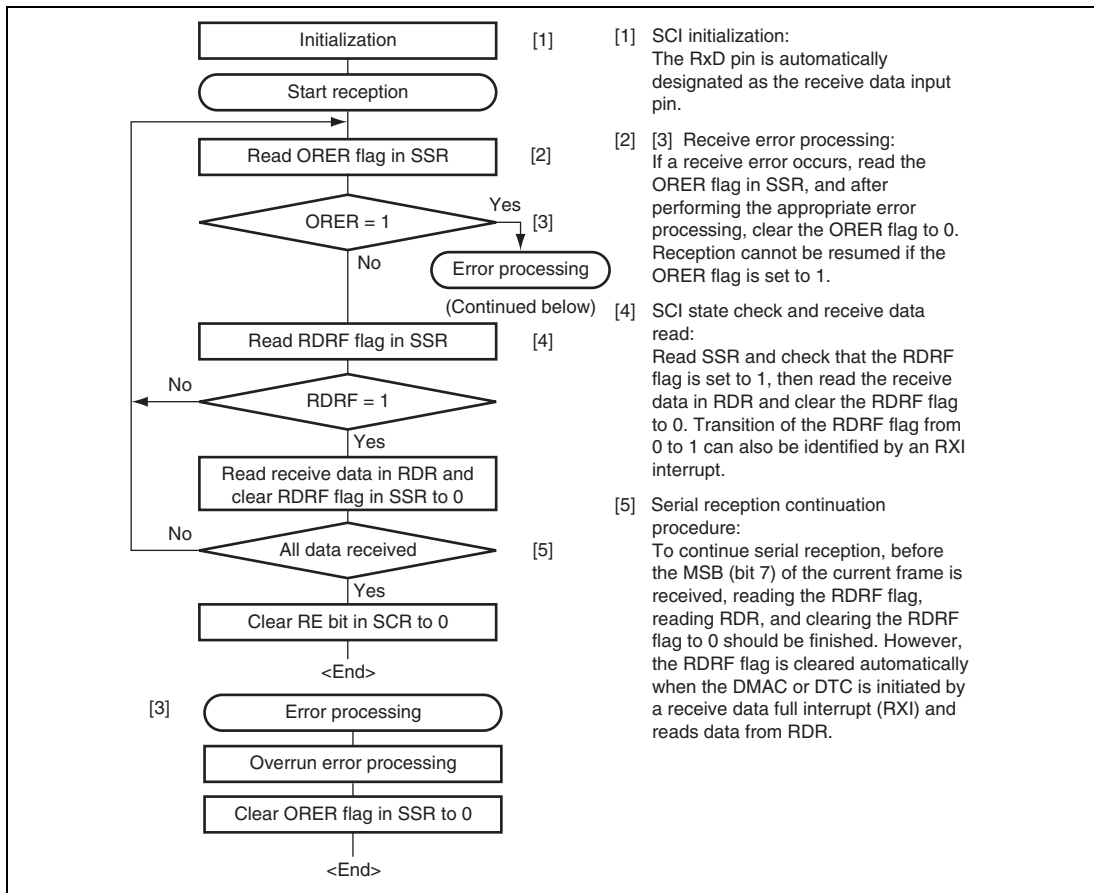 Initialization
[1]
Start reception
Read ORER flag in SSR
[2]
ORER = 1
Yes
[3]
No
Error processing
(Continued below)
Read RDRF flag in SSR
[4]
No
RDRF = 1
Yes
Read receive data in RDR and
clear RDRF flag in SSR to 0
No
All data received
[5]
Yes
Clear RE bit in SCR to 0
<End>
[3]
Error processing
Overrun error processing
Clear ORER flag in SSR to 0
<End>
[1] SCI initialization:
The RxD pin is automatically
designated as the receive data input
pin.
[2] [3] Receive error processing:
If a receive error occurs, read the
ORER flag in SSR, and after
performing the appropriate error
processing, clear the ORER flag to 0.
Reception cannot be resumed if the
ORER flag is set to 1.
[4] SCI state check and receive data
read:
Read SSR and check that the RDRF
flag is set to 1, then read the receive
data in RDR and clear the RDRF flag
to 0. Transition of the RDRF flag from
0 to 1 can also be identified by an RXI
interrupt.
[5] Serial reception continuation
procedure:
To continue serial reception, before
the MSB (bit 7) of the current frame is
received, reading the RDRF flag,
reading RDR, and clearing the RDRF
flag to 0 should be finished. However,
the RDRF flag is cleared automatically
when the DMAC or DTC is initiated by
a receive data full interrupt (RXI) and
reads data from RDR.